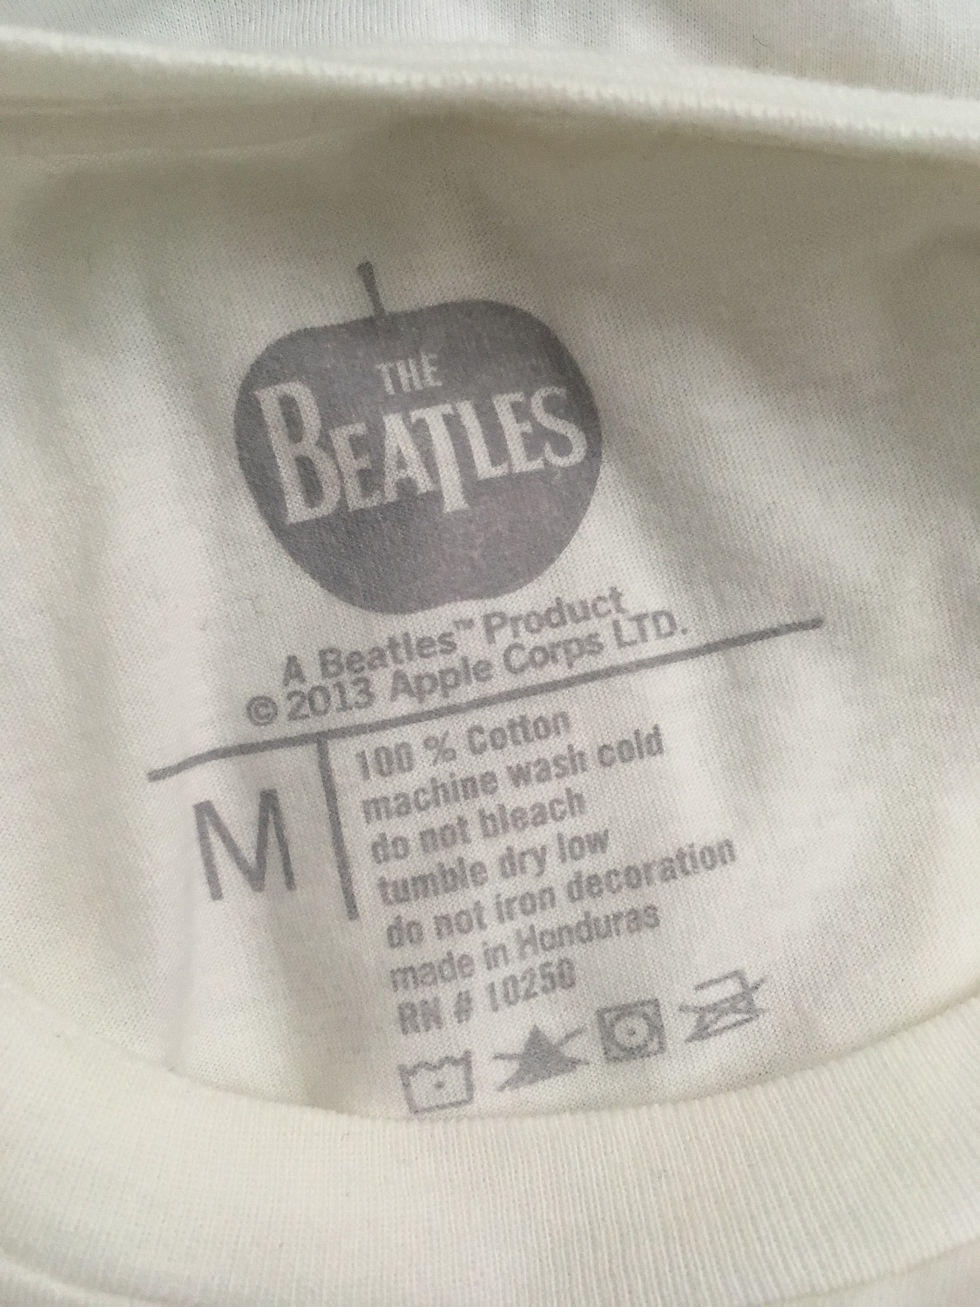 THE
BEATLES
A Beatles™ Product
© 2013 Apple Corps LTD.
M
100 % Cotton
machine wash cold
do not bleach
tumble dry low
do not iron decoration
made in Honduras
RN # 10250